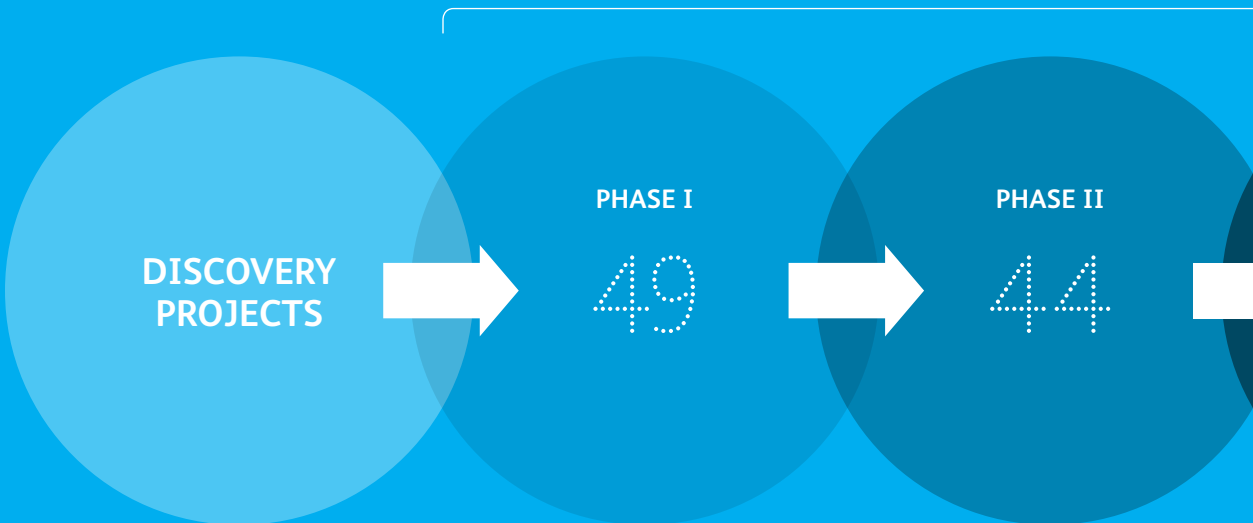 DISCOVERY
PROJECTS
PHASE I
49
PHASE II
44